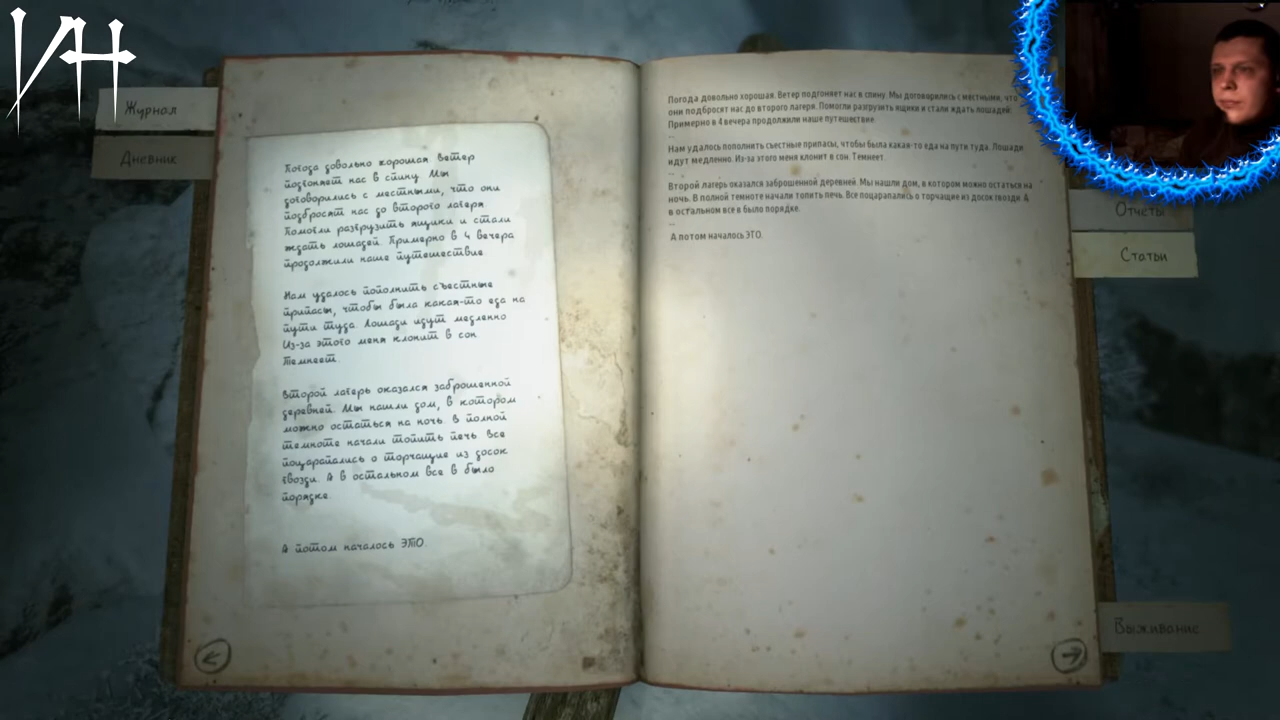 ИН
Журнал
Дневник
Погода довольно хорошая. Ветер
подгоняет нас в спину. Мы
договорились с местными, что они
подбросят нас до второго лагеря.
Помогли разгрузить ящики и стали
ждать лошадей. Примерно в 4 вечера
продолжили наше путешествие.
Нам удалось пополнить съестные
припасы, чтобы была какая-то еда на
пути туда. Лошади идут медленно.
Из-за этого меня клонит в сон.
Темнеет.
Второй лагерь оказался заброшенной
деревней. Мы нашли дом, в котором
можно остаться на ночь. В полной
темноте начали топить печь. Все
поцарапались о торчащие из досок
гвозди. А в остальном все в было
порядке.
А потом началось ЭТО.
Погода довольно хорошая. Ветер подгоняет нас в спину. Мы договорились с местными, что
они подбросят нас до второго лагеря. Помогли разгрузить ящики и стали ждать лошадей.
Примерно в 4 вечера продолжили наше путешествие.
...
Нам удалось пополнить съестные припасы, чтобы была какая-то еда на пути туда. Лошади
идут медленно. Из-за этого меня клонит в сон. Темнеет.
...
Второй лагерь оказался заброшенной деревней. Мы нашли дом, в котором можно остаться на
ночь. В полной темноте начали топить печь. Все поцарапались о торчащие из досок гвозди. А
в остальном все в было порядке.
...
А потом началось ЭТО.
Отчеты
Статьи
Выживание